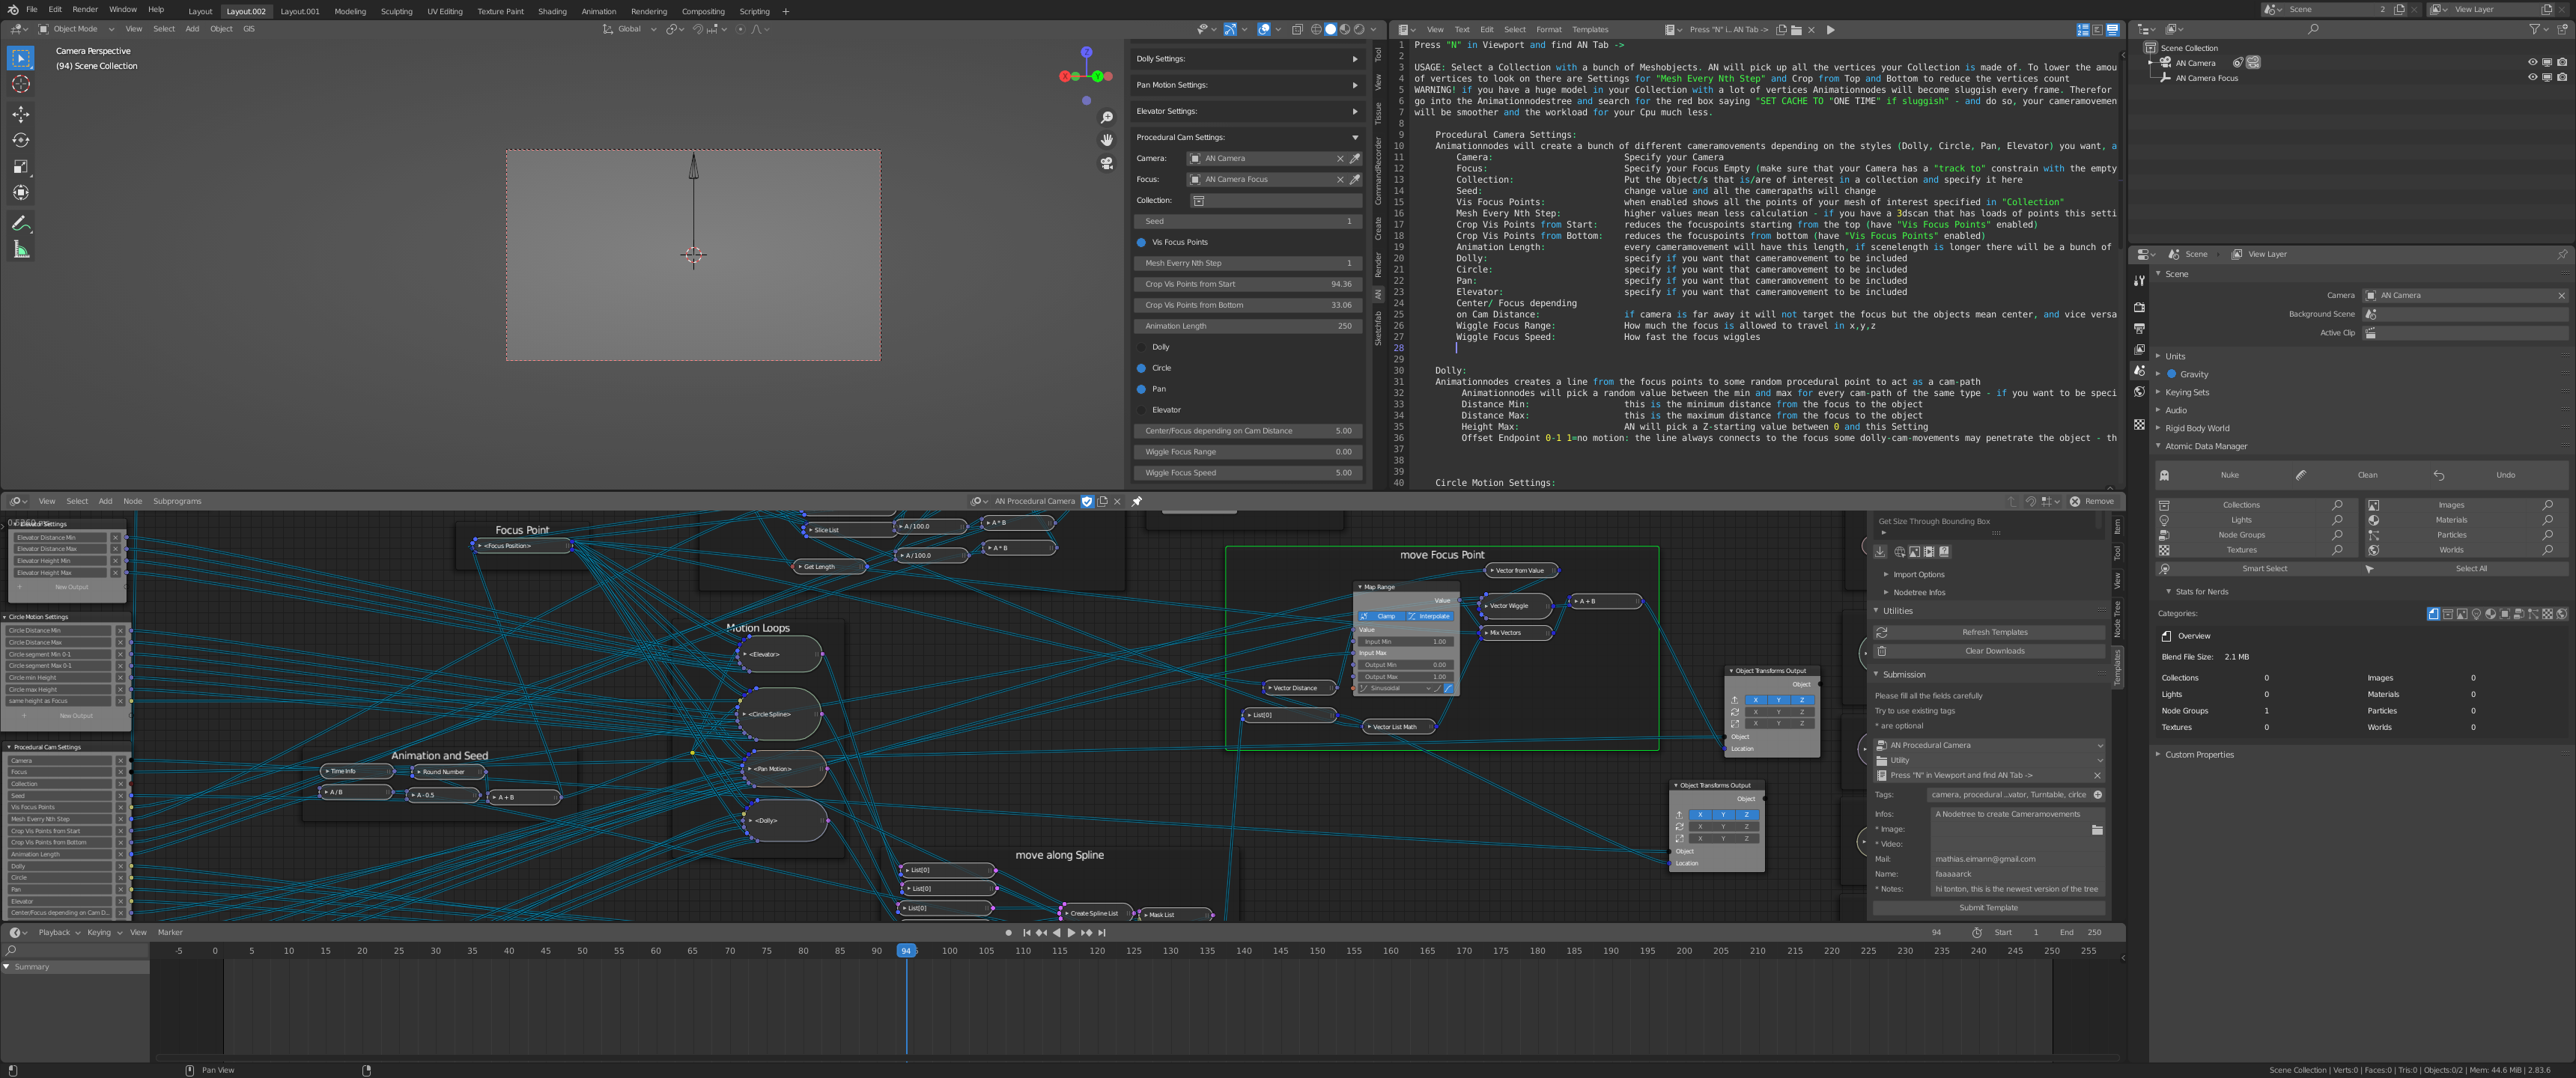 File Edit Render Window Help
Layout Layout.002 Layout.001 Modeling Sculpting UV Editing Texture Paint Shading Animation Rendering Compositing Scripting +
Scene 2
View Layer
Object Mode View Select Add Object GIS
Global
Camera Perspective
(94) Scene Collection
Z
X
Y
Dolly Settings:
Pan Motion Settings:
Elevator Settings:
Procedural Cam Settings:
Camera: AN Camera
Focus: AN Camera Focus
Collection:
Seed 1
Vis Focus Points
Mesh Everry Nth Step 1
Crop Vis Points from Start 94.36
Crop Vis Points from Bottom 33.06
Animation Length 250
Dolly
Circle
Pan
Elevator
Center/Focus depending on Cam Distance 5.00
Wiggle Focus Range 0.00
Wiggle Focus Speed 5.00
Tool
View
Tissue
CommandRecorder
Create
Render
AN
Sketchfab
View Text Edit Select Format Templates
Press "N" i.. AN Tab ->
1 Press "N" in Viewport and find AN Tab ->
2
3 USAGE: Select a Collection with a bunch of Meshobjects. AN will pick up all the vertices your Collection is made of. To lower the amou
4 of vertices to look on there are Settings for "Mesh Every Nth Step" and Crop from Top and Bottom to reduce the vertices count
5 WARNING! if you have a huge model in your Collection with a lot of vertices Animationnodes will become sluggish every frame. Therefor
6 go into the Animationnodestree and search for the red box saying "SET CACHE TO "ONE TIME" if sluggish" - and do so, your cameramovemen
7 will be smoother and the workload for your Cpu much less.
8
9 Procedural Camera Settings:
10 Animationnodes will create a bunch of different cameramovements depending on the styles (Dolly, Circle, Pan, Elevator) you want, a
11 Camera: Specify your Camera
12 Focus: Specify your Focus Empty (make sure that your Camera has a "track to" constrain with the empty
13 Collection: Put the Object/s that is/are of interest in a collection and specify it here
14 Seed: change value and all the camerapaths will change
15 Vis Focus Points: when enabled shows all the points of your mesh of interest specified in "Collection"
16 Mesh Every Nth Step: higher values mean less calculation - if you have a 3dscan that has loads of points this setti
17 Crop Vis Points from Start: reduces the focuspoints starting from the top (have "Vis Focus Points" enabled)
18 Crop Vis Points from Bottom: reduces the focuspoints from bottom (have "Vis Focus Points" enabled)
19 Animation Length: every cameramovement will have this length, if scenelength is longer there will be a bunch of
20 Dolly: specify if you want that cameramovement to be included
21 Circle: specify if you want that cameramovement to be included
22 Pan: specify if you want that cameramovement to be included
23 Elevator: specify if you want that cameramovement to be included
24 Center/ Focus depending
25 on Cam Distance: if camera is far away it will not target the focus but the objects mean center, and vice versa
26 Wiggle Focus Range: How much the focus is allowed to travel in x,y,z
27 Wiggle Focus Speed: How fast the focus wiggles
28
29
30 Dolly:
31 Animationnodes creates a line from the focus points to some random procedural point to act as a cam-path
32 Animationnodes will pick a random value between the min and max for every cam-path of the same type - if you want to be speci
33 Distance Min: this is the minimum distance from the focus to the object
34 Distance Max: this is the maximum distance from the focus to the object
35 Height Max: AN will pick a Z-starting value between 0 and this Setting
36 Offset Endpoint 0-1 1=no motion: the line always connects to the focus some dolly-cam-movements may penetrate the object - th
37
38
39
40 Circle Motion Settings:
Scene Collection
AN Camera
AN Camera Focus
Scene View Layer
Scene
Camera AN Camera
Background Scene
Active Clip
Units
Gravity
Keying Sets
Audio
Rigid Body World
Atomic Data Manager
Nuke Clean Undo
Collections Images
Lights Materials
Node Groups Particles
Textures Worlds
Smart Select Select All
Stats for Nerds
Categories:
Overview
Blend File Size: 2.1 MB
Collections 0 Images 0
Lights 0 Materials 0
Node Groups 1 Particles 0
Textures 0 Worlds 0
Custom Properties
View Select Add Node Subprograms
AN Procedural Camera
Remove
Elevator Settings
Elevator Distance Min
Elevator Distance Max
Elevator Height Min
Elevator Height Max
New Output
Circle Motion Settings
Circle Distance Min
Circle Distance Max
Circle segment Min 0-1
Circle segment Max 0-1
Circle min Height
Circle max Height
same height as Focus
New Output
Procedural Cam Settings
Camera
Focus
Collection
Seed
Vis Focus Points
Mesh Everry Nth Step
Crop Vis Points from Start
Crop Vis Points from Bottom
Animation Length
Dolly
Circle
Pan
Elevator
Center/Focus depending on Cam D...
Focus Point
<Focus Position>
Slice List
A / 100.0
A * B
Get Length
A / 100.0
A * B
Motion Loops
<Elevator>
<Circle Spline>
<Pan Motion>
<Dolly>
Animation and Seed
Time Info
Round Number
A / B
A - 0.5
A + B
move along Spline
List[0]
List[0]
List[0]
Create Spline List
Mask List
move Focus Point
Map Range
Value
Clamp Interpolate
Value
Input Min 1.00
Input Max
Output Min 0.00
Output Max 1.00
Sinusoidal
Vector from Value
Vector Wiggle
A + B
Mix Vectors
Vector Distance
List[0]
Vector List Math
Object Transforms Output
Object
X Y Z
X Y Z
X Y Z
Object
Location
Object Transforms Output
Object
X Y Z
X Y Z
X Y Z
Object
Location
Get Size Through Bounding Box
Import Options
Nodetree Infos
Utilities
Refresh Templates
Clear Downloads
Submission
Please fill all the fields carefully
Try to use existing tags
* are optional
AN Procedural Camera
Utility
Press "N" in Viewport and find AN Tab ->
Tags: camera, procedural ..vator, Turntable, cirlce
Infos: A Nodetree to create Cameramovements
* Image:
* Video:
Mail: mathias.eimann@gmail.com
Name: faaaaarck
* Notes: hi tonton, this is the newest version of the tree
Submit Template
Item
Tool
View
Node Tree
Templates
Playback Keying View Marker
94 Start 1 End 250
-5 0 5 10 15 20 25 30 35 40 45 50 55 60 65 70 75 80 85 90 94 100 105 110 115 120 125 130 135 140 145 150 155 160 165 170 175 180 185 190 195 200 205 210 215 220 225 230 235 240 245 250 255
Summary
Pan View
Scene Collection | Verts:0 | Faces:0 | Tris:0 | Objects:0/2 | Mem: 44.6 MiB | 2.83.6